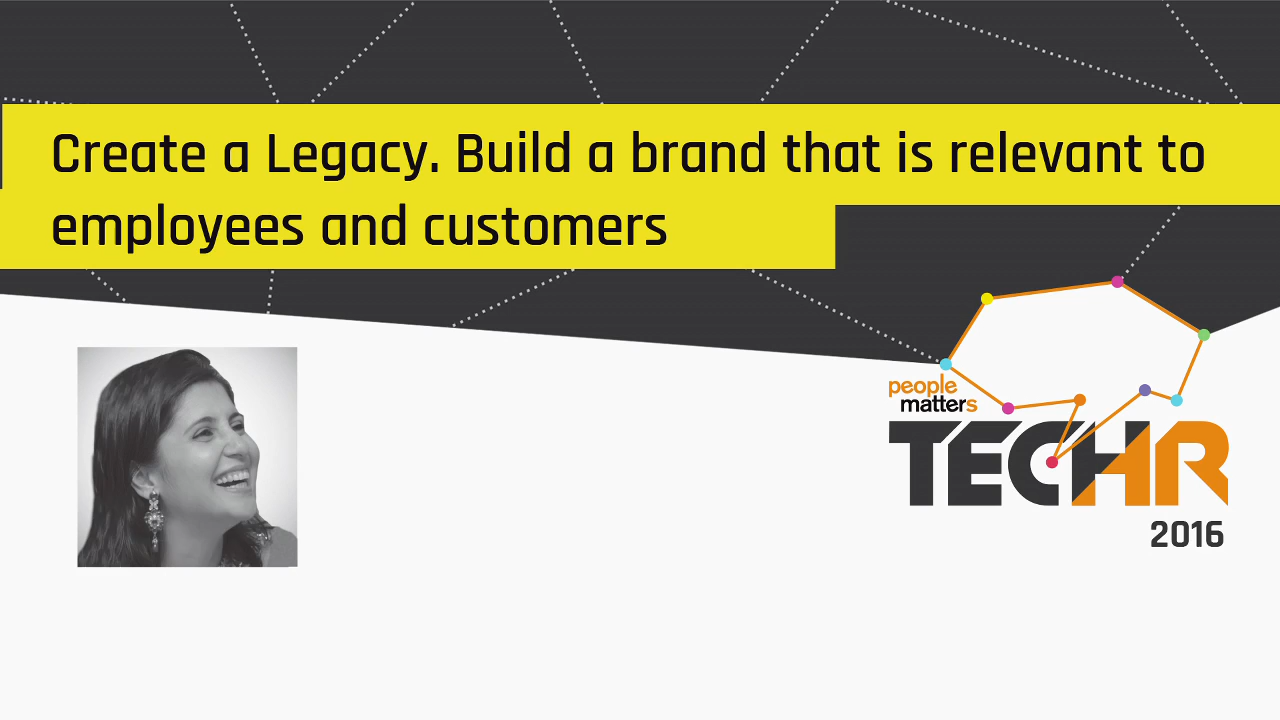 Create a Legacy. Build a brand that is relevant to
employees and customers
people
matters
TECHR
2016